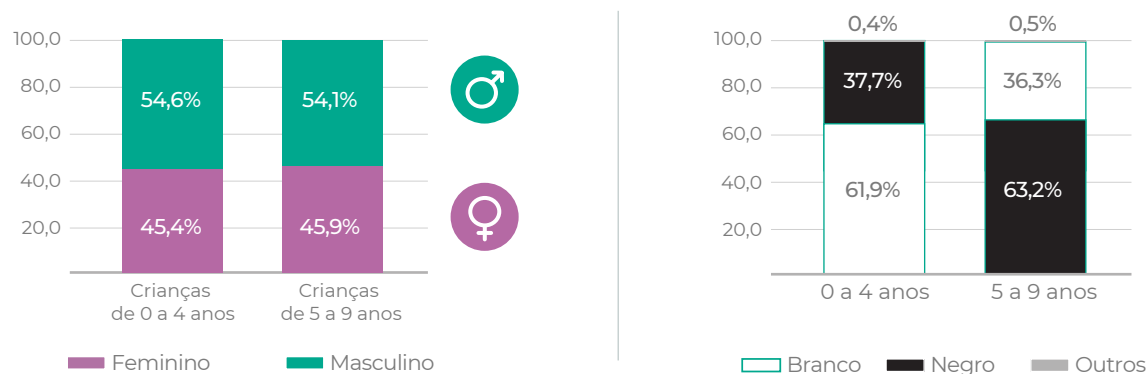 100,0
80,0
60,0
40,0
20,0
54,6%
54,1%
45,4%
45,9%
Crianças
de 0 a 4 anos
Crianças
de 5 a 9 anos
Feminino
Masculino
0,4%
0,5%
100,0
80,0
60,0
40,0
20,0
37,7%
36,3%
61,9%
63,2%
0 a 4 anos
5 a 9 anos
Branco
Negro
Outros